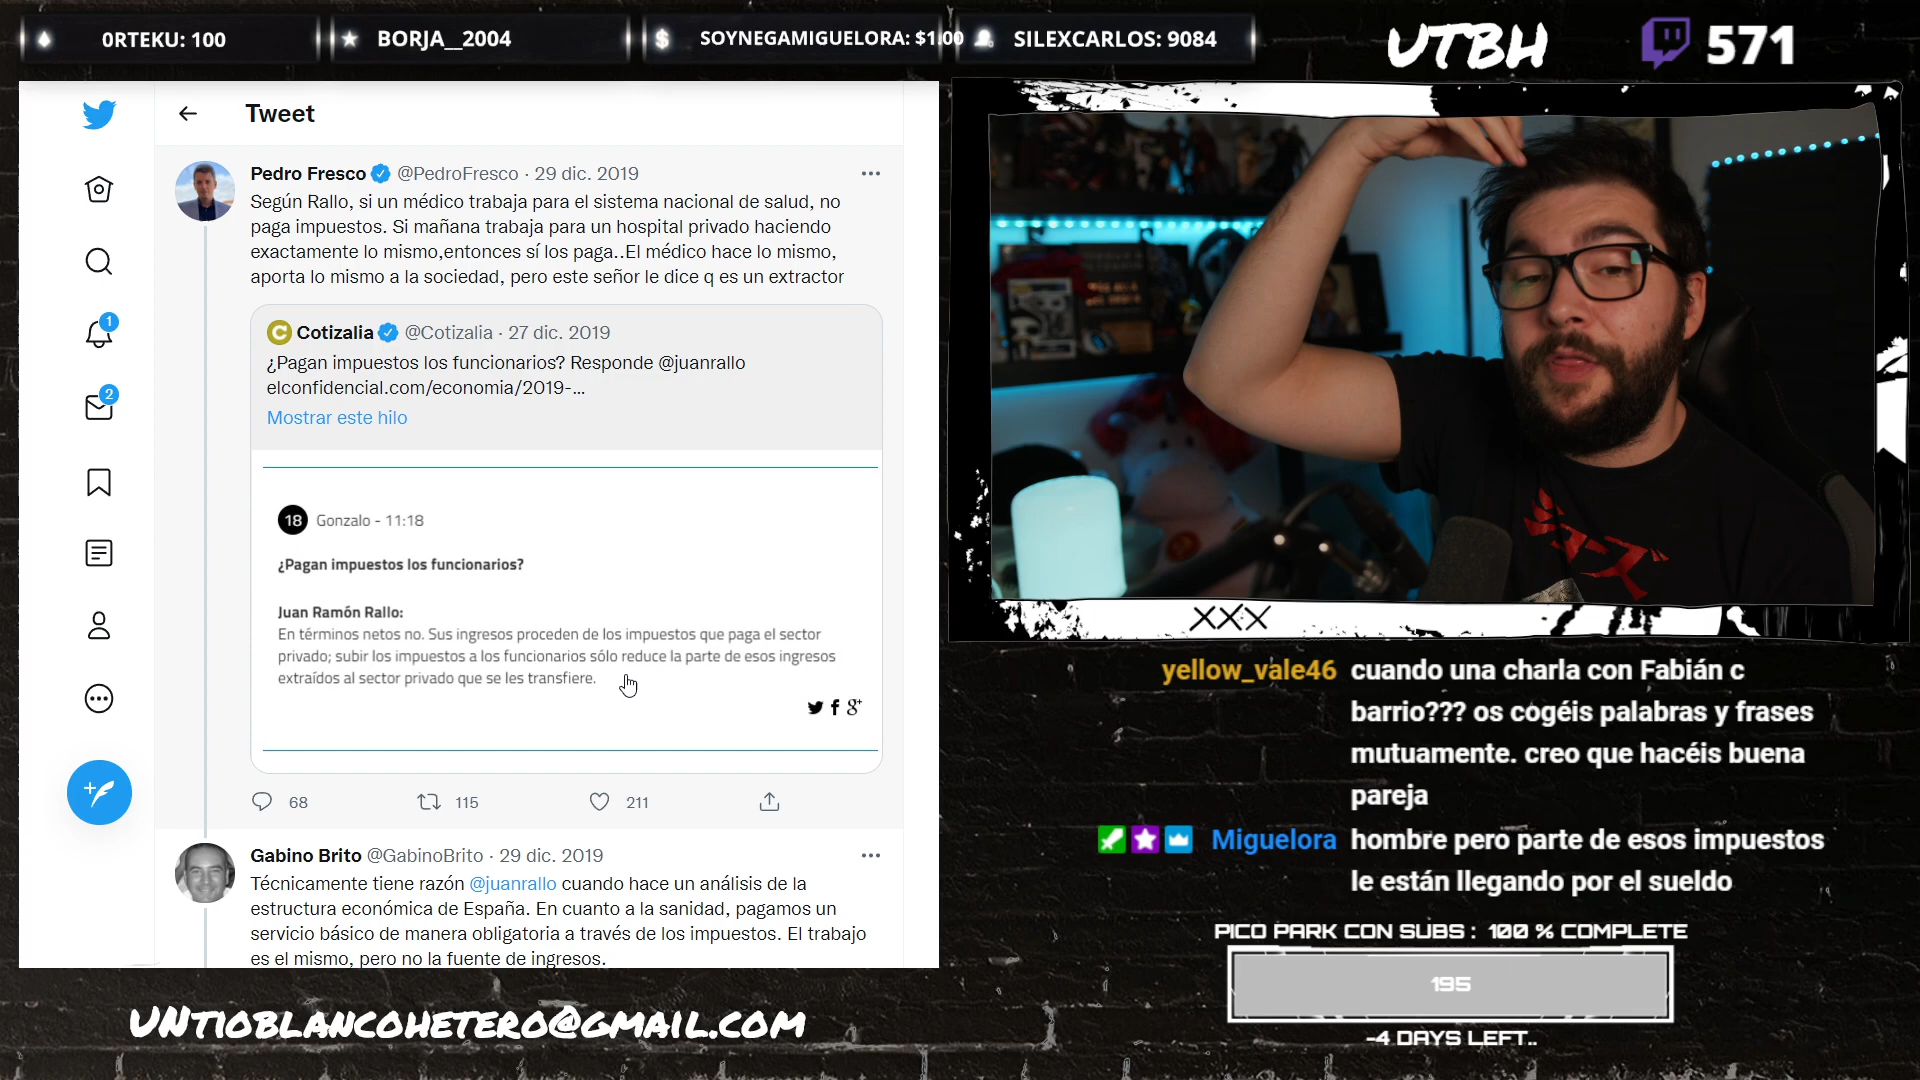 0RTEKU: 100
BORJA__2004
SOYNEGAMIGUELORA: $1.00
SILEXCARLOS: 9084
UTBH
571
Tweet
Pedro Fresco @PedroFresco · 29 dic. 2019
Según Rallo, si un médico trabaja para el sistema nacional de salud, no
paga impuestos. Si mañana trabaja para un hospital privado haciendo
exactamente lo mismo,entonces sí los paga..El médico hace lo mismo,
aporta lo mismo a la sociedad, pero este señor le dice q es un extractor
Cotizalia @Cotizalia · 27 dic. 2019
¿Pagan impuestos los funcionarios? Responde @juanrallo
elconfidencial.com/economia/2019-...
Mostrar este hilo
1
2
18 Gonzalo - 11:18
¿Pagan impuestos los funcionarios?
Juan Ramón Rallo:
En términos netos no. Sus ingresos proceden de los impuestos que paga el sector
privado; subir los impuestos a los funcionarios sólo reduce la parte de esos ingresos
extraídos al sector privado que se les transfiere.
68 115 211
Gabino Brito @GabinoBrito · 29 dic. 2019
Técnicamente tiene razón @juanrallo cuando hace un análisis de la
estructura económica de España. En cuanto a la sanidad, pagamos un
servicio básico de manera obligatoria a través de los impuestos. El trabajo
es el mismo, pero no la fuente de ingresos.
XXX
yellow_vale46 cuando una charla con Fabián c
barrio??? os cogéis palabras y frases
mutuamente. creo que hacéis buena
pareja
Miguelora hombre pero parte de esos impuestos
le están llegando por el sueldo
PICO PARK CON SUBS : 100 % COMPLETE
195
-4 DAYS LEFT..
UNTIOBLANCOHETERO@GMAIL.COM